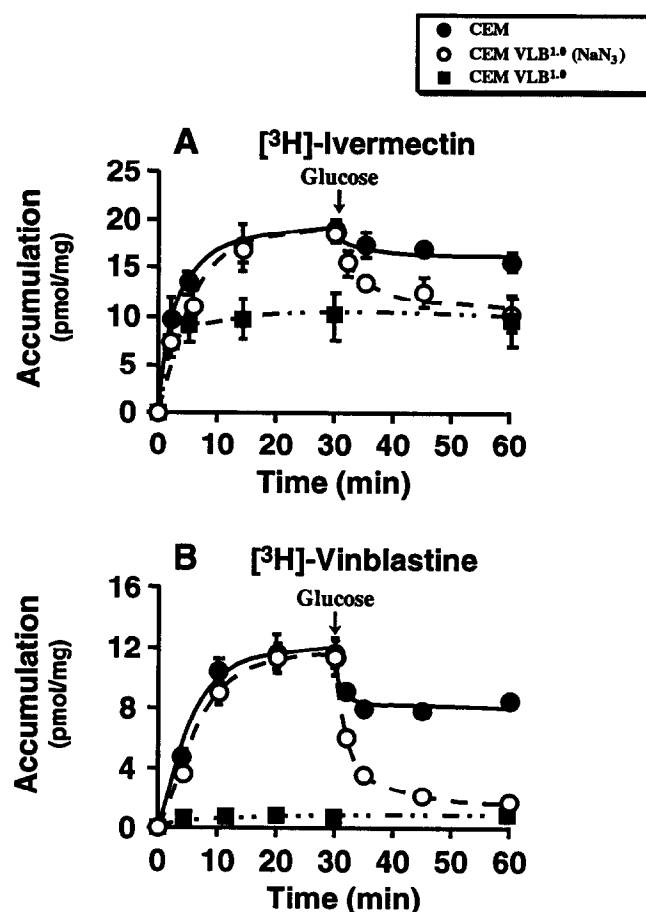 CEM
CEM VLB¹·⁰ (NaN₃)
CEM VLB¹·⁰
A [³H]-Ivermectin
Glucose
25
20
15
10
5
0
Accumulation
(pmol/mg)
0 10 20 30 40 50 60
Time (min)
B [³H]-Vinblastine
Glucose
16
12
8
4
0
Accumulation
(pmol/mg)
0 10 20 30 40 50 60
Time (min)